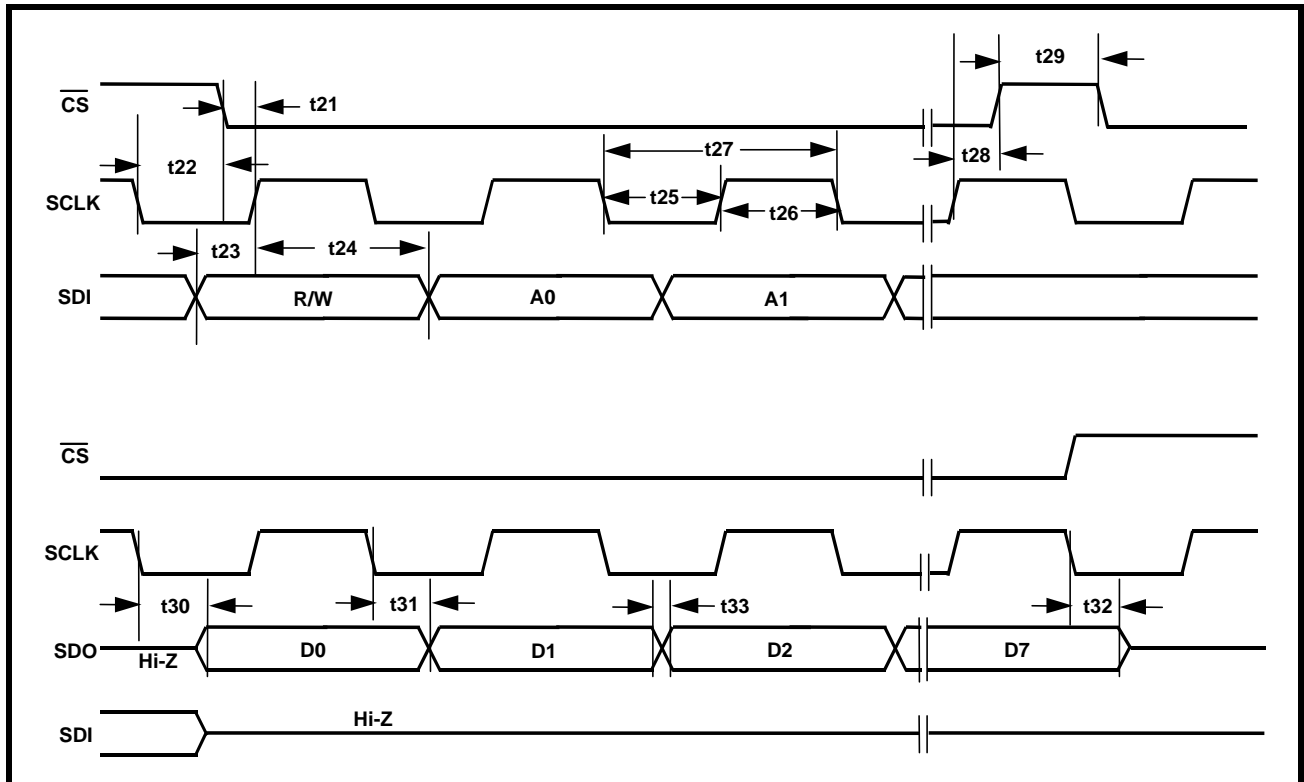 t29
CS
t21
t22
t27
t28
t25
t26
SCLK
t23
t24
SDI
R/W
A0
A1
CS
SCLK
t30
t31
t33
t32
SDO
Hi-Z
D0
D1
D2
D7
Hi-Z
SDI